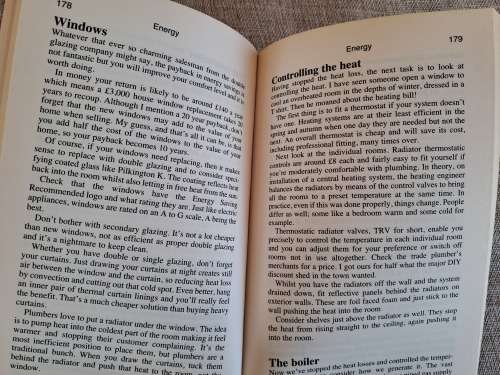 178
Energy
Windows
Whatever that ever so charming salesman from the double
glazing company might say, the payback in energy saving is
not fantastic but you will improve your comfort level and it is
worth doing.
In money your return is likely to be around £140 a year
which means a £3,000 house replacement cost takes
years to recoup. Although I mention a 20 year payback, don't
forget that the new windows may add to the value of your
home when selling. My guess, and that's all it can be, is that
you add half the cost of the windows to the value of your
home, so your payback becomes 10 years.
Of course, if your windows need replacing, then it makes
sense to replace with double glazing and to consider speci-
fying coated glass like Pilkington K. The coating reflects heat
back into the room whilst also letting in free heat from the sun.
Check that the windows have the Energy Saving
Recommended logo and what rating they are. Just like electric
appliances, windows are rated on an A to G scale, A being the
best.
Don't bother with secondary glazing. It's not a lot cheaper
than new windows, not as efficient as proper double glazing
and it's a nightmare to keep clean.
Whether you have double or single glazing, don't forget
your curtains. Just drawing your curtains at night creates still
air between the window and the curtain, so reducing heat loss
by convection and cutting out that cold spot. Even better, hang
an inner pair of thermal curtain linings and you'll really feel
the benefit. That's a much cheaper solution than buying heavy
curtains.
Plumbers love to put a radiator under the window. The idea
is to pump heat into the coldest part of the room making it feel
warmer and stopping their customer complaining. It's the
most inefficient position to place them, but plumbers are a
traditional bunch. When you draw the curtains, tuck them
behind the radiator and push that heat to the room, not the
window.
Energy
179
Controlling the heat
Having stopped the heat loss, the next task is to look at
controlling the heat. I have seen someone open a window to
cool an overheated room in the depths of winter, dressed in a
T shirt. Then he moaned about the heating bill!
The first thing is to fit a thermostat if your system doesn't
have one. Heating systems are at their least efficient in the
spring and autumn when one day they are needed but not the
next. An overall thermostat is cheap and will save its cost,
including professional fitting, many times over.
Next look at the individual rooms. Radiator thermostatic
controls are around £8 each and fairly easy to fit yourself if
you're moderately comfortable with plumbing. In theory, on
installation of a central heating system, the heating engineer
balances the radiators by means of the control valves to bring
all the rooms to a preset temperature at the same time. In
practice, even if this was done properly, things change. People
differ as well; some like a bedroom warm and some cold for
example.
Thermostatic radiator valves, TRV for short, enable you
precisely to control the temperature in each individual room
and you can adjust them for your preference or switch off
rooms not in use altogether. Check the trade plumber's
merchants for a price. I got ours for half what the major DIY
discount shed in the town wanted.
Whilst you have the radiators off the wall and the system
drained down, fit reflective panels behind the radiators on
exterior walls. These are foil faced foam and just stick to the
wall pushing the heat into the room.
Consider shelves just above the radiator as well. They stop
the heat from rising straight to the ceiling, again pushing it
into the room.
The boiler
Now we've stopped the heat losses and controlled the temper-
consider how we generate it. The vast
gas supply